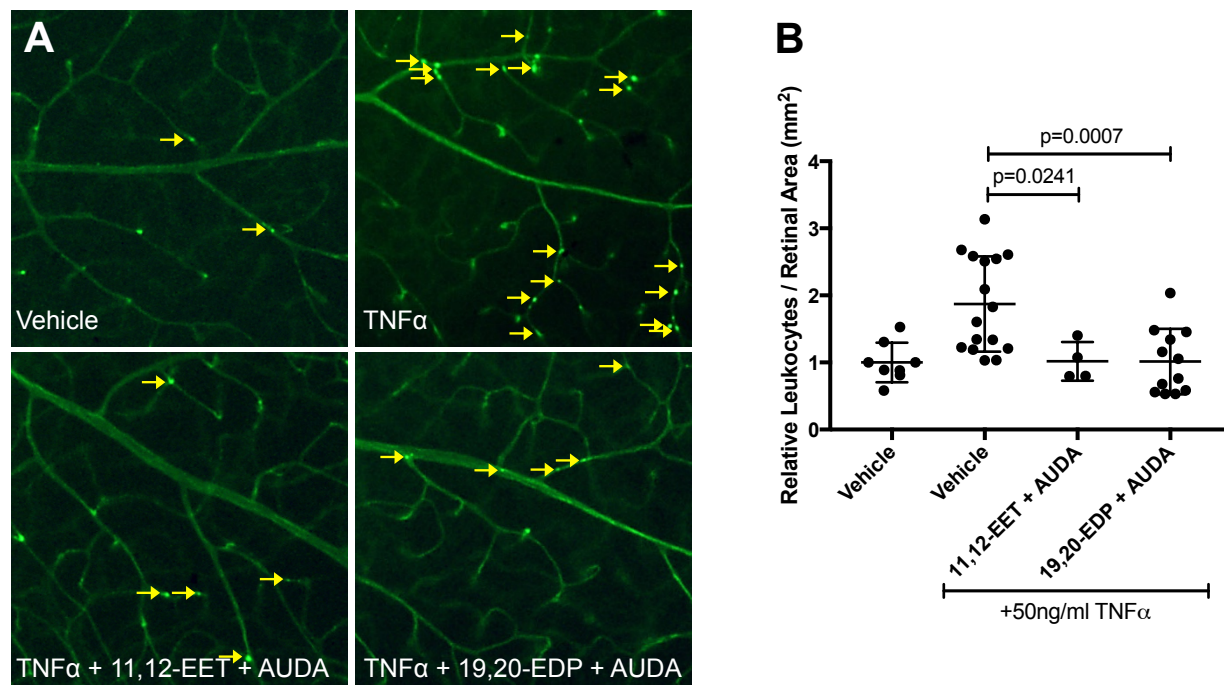 A
Vehicle
TNFα
TNFα + 11,12-EET + AUDA
TNFα + 19,20-EDP + AUDA
B
Relative Leukocytes / Retinal Area (mm²)
4
3
2
1
0
p=0.0007
p=0.0241
Vehicle
Vehicle
11,12-EET + AUDA
19,20-EDP + AUDA
+50ng/ml TNFα